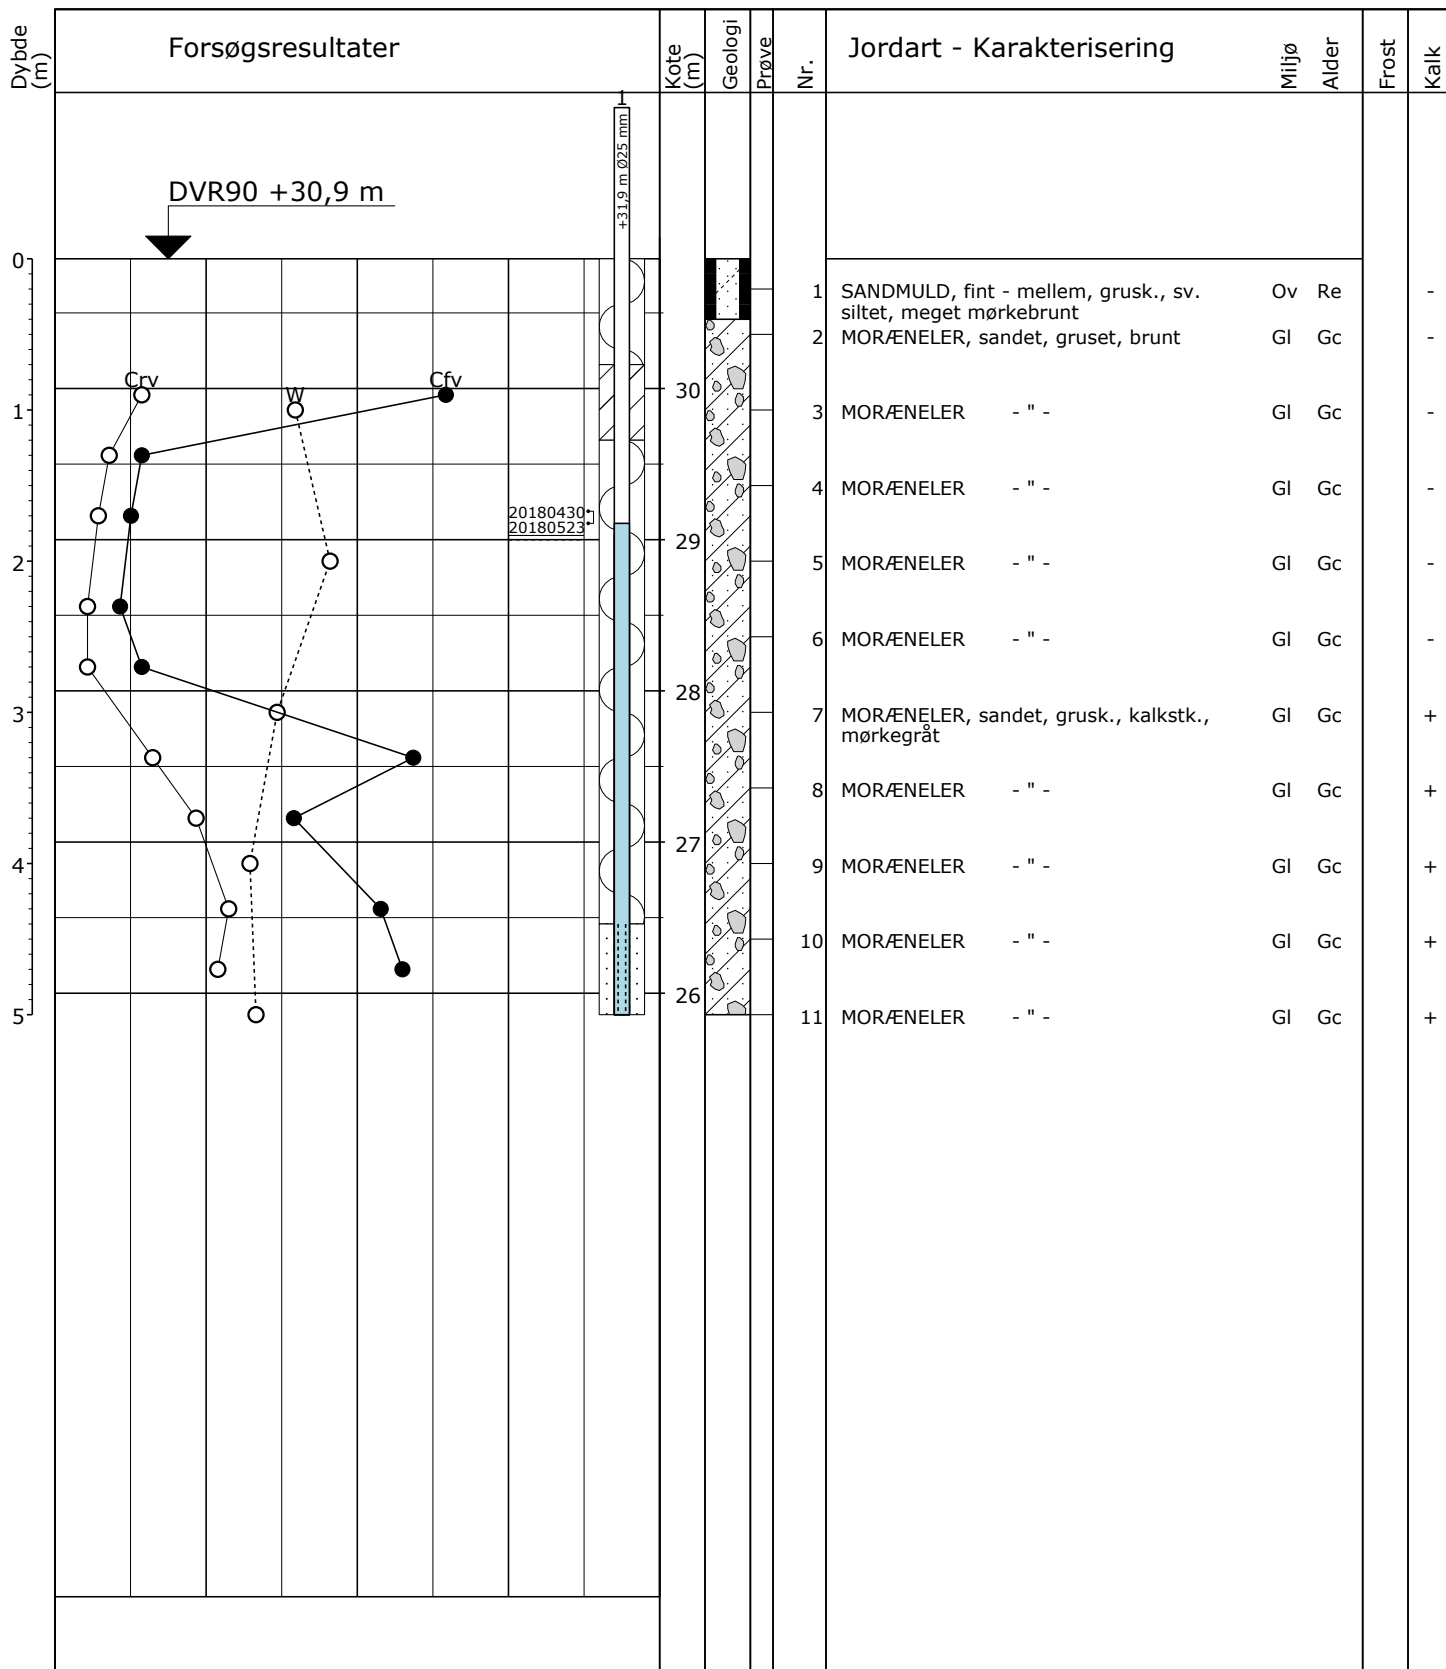 Dybde (m)
Forsøgsresultater
Kote (m)
Geologi
Prøve
Nr.
Jordart - Karakterisering
Miljø
Alder
Frost
Kalk
1
+31,9 m Ø25 mm
DVR90 +30,9 m
0
1 SANDMULD, fint - mellem, grusk., sv. Ov Re -
siltet, meget mørkebrunt
2 MORÆNELER, sandet, gruset, brunt Gl Gc -
Crv W Cfv
30
1
3 MORÆNELER - " - Gl Gc -
4 MORÆNELER - " - Gl Gc -
20180430
20180523
29
2
5 MORÆNELER - " - Gl Gc -
6 MORÆNELER - " - Gl Gc -
28
3
7 MORÆNELER, sandet, grusk., kalkstk., Gl Gc +
mørkegråt
8 MORÆNELER - " - Gl Gc +
27
4
9 MORÆNELER - " - Gl Gc +
10 MORÆNELER - " - Gl Gc +
26
5
11 MORÆNELER - " - Gl Gc +